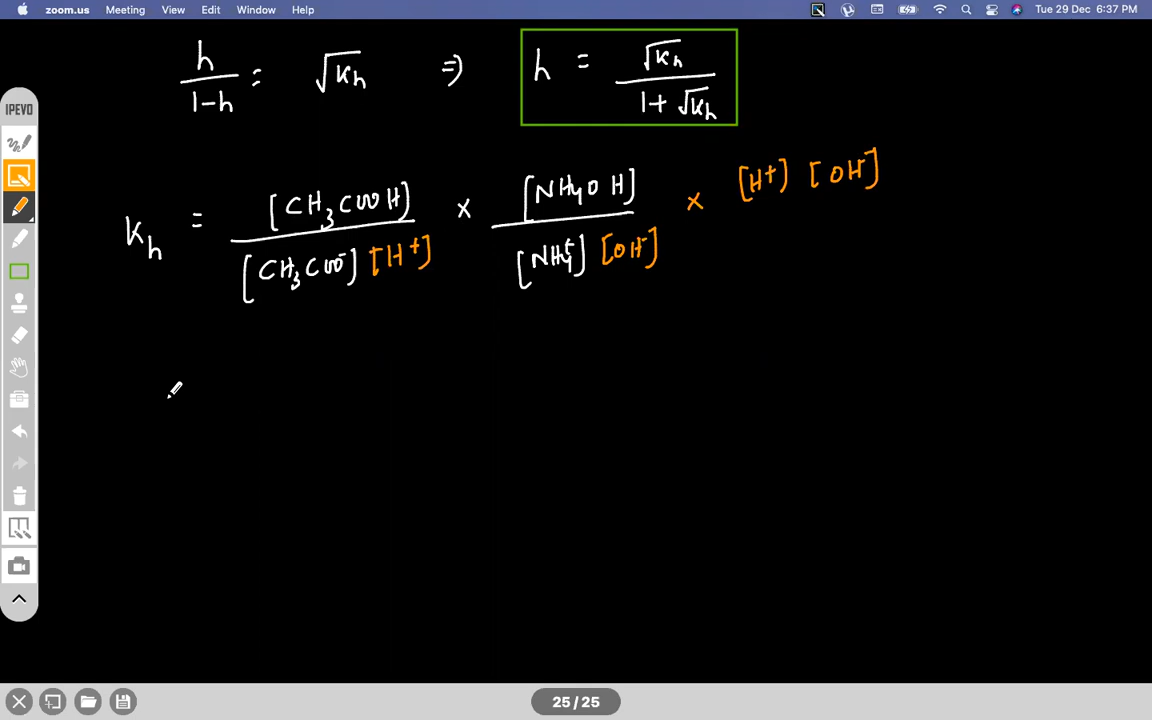 zoom.us Meeting View Edit Window Help Tue 29 Dec 6:37 PM
IPEVO
h/(1-h) = √Kh ⇒ h = √Kh/(1+√Kh)
Kh = [CH3COOH]/[CH3COO-][H+] × [NH4OH]/[NH4+][OH-] × [H+] [OH-]
25/25